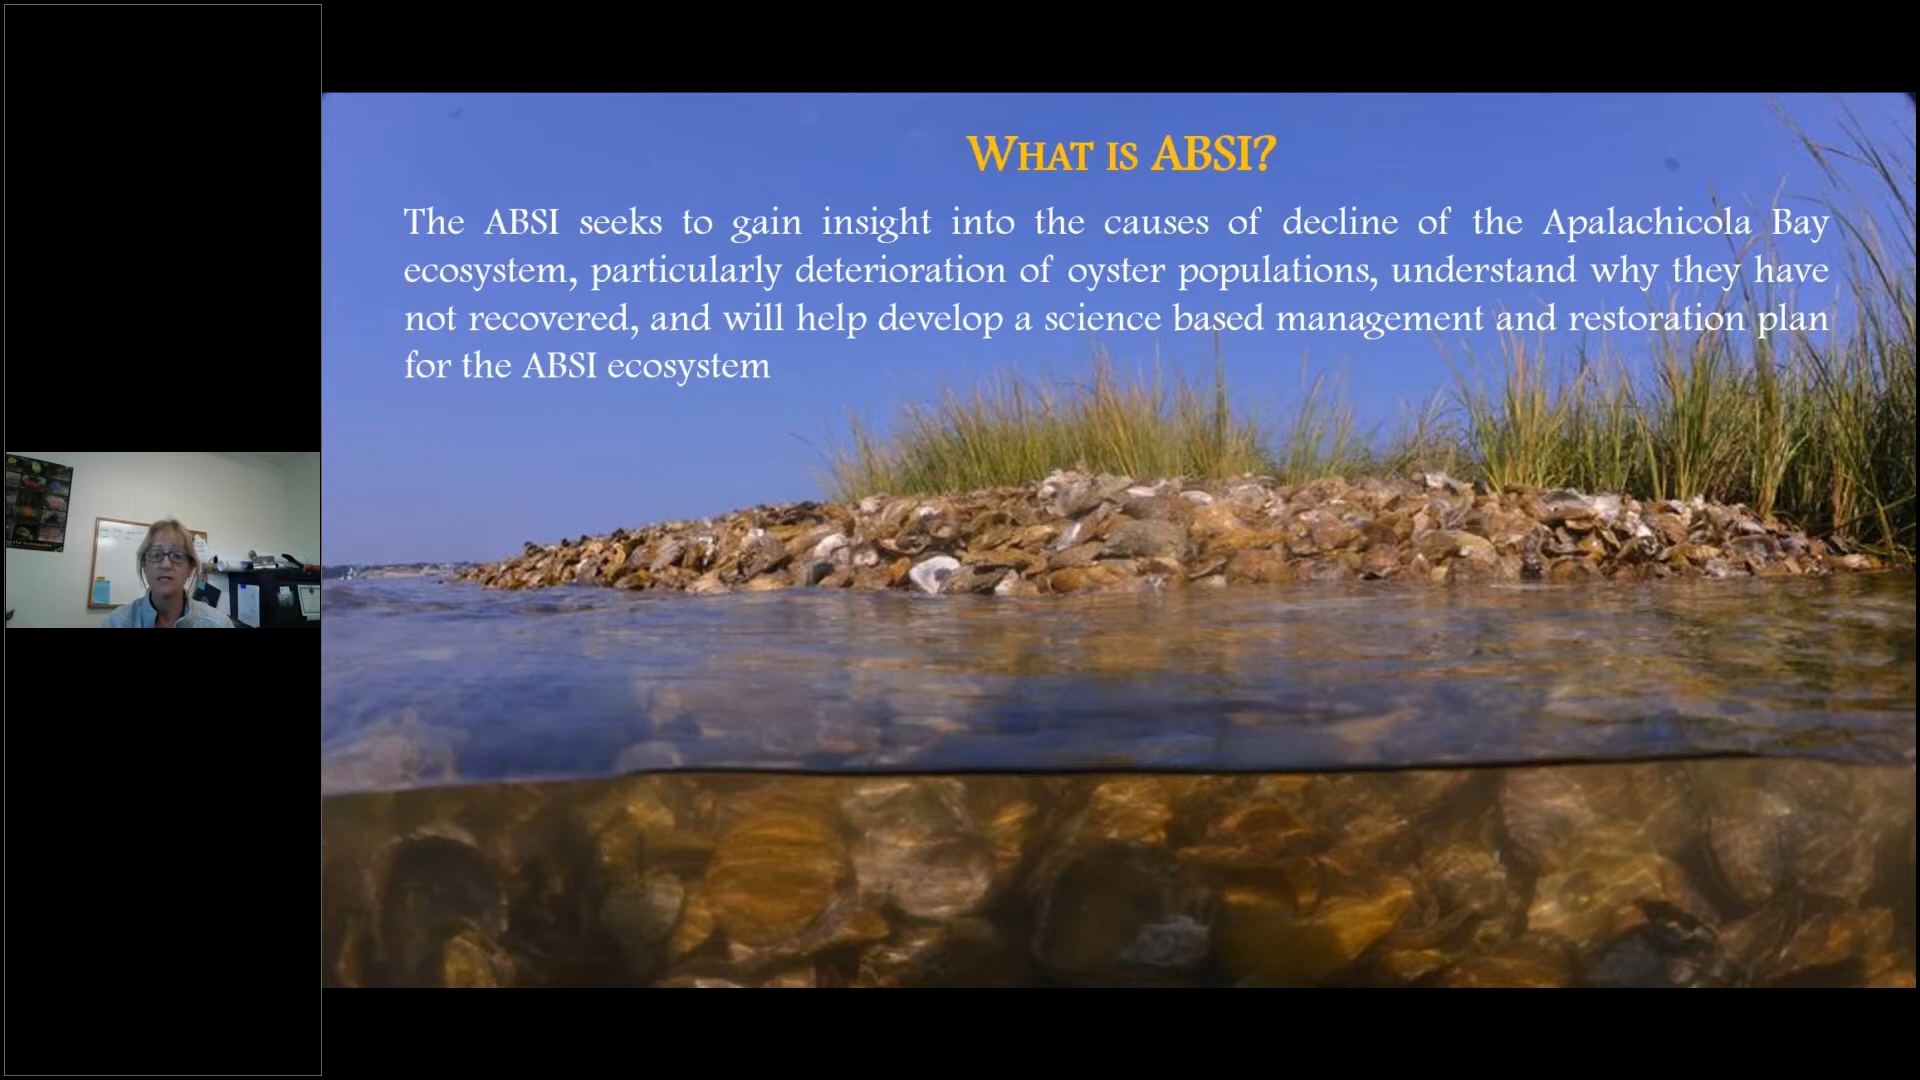 WHAT IS ABSI?
The ABSI seeks to gain insight into the causes of decline of the Apalachicola Bay
ecosystem, particularly deterioration of oyster populations, understand why they have
not recovered, and will help develop a science based management and restoration plan
for the ABSI ecosystem